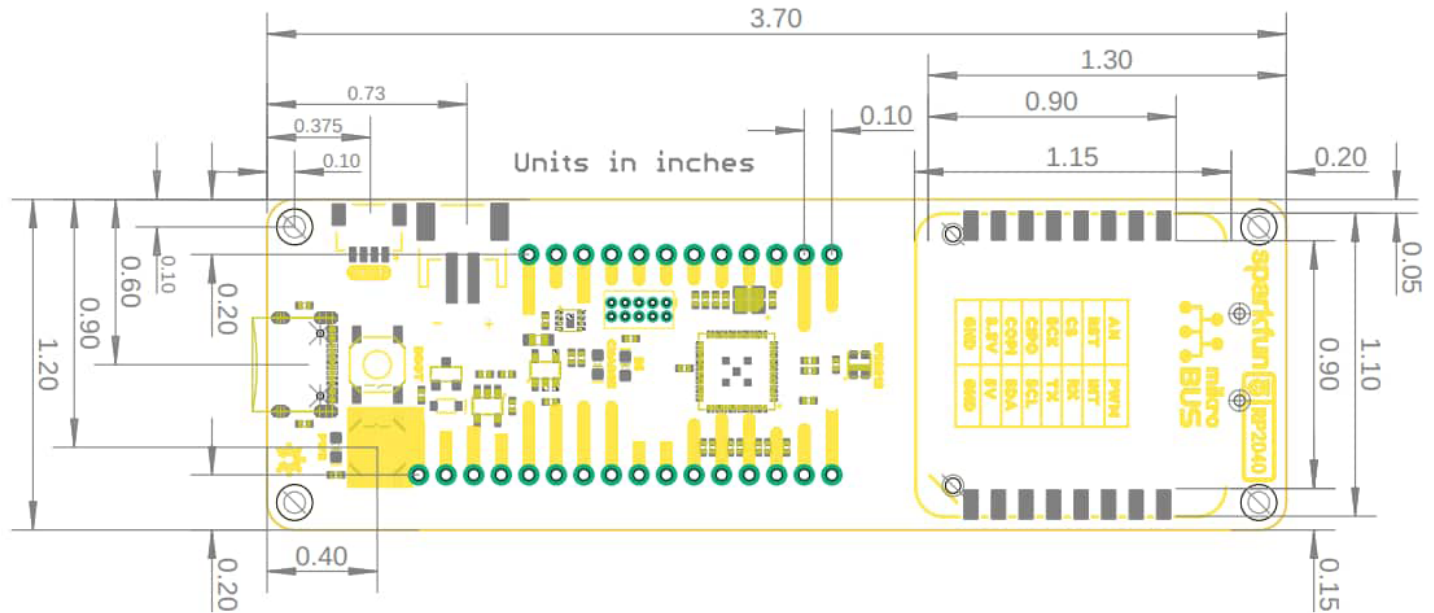 3.70
1.30
0.73
0.90
0.10
0.375
0.10
Units in inches
1.15
0.20
0.10
0.60
0.20
0.90
1.20
0.05
1.10
0.90
- +
BOOT
CHARGE
AN PWM
RST INT
CS RX
SCK TX
CIPO SCL
COPI SDA
3.3V 5V
GND GND
sparkfun
RP2040
mikro
BUS
PWR
0.40
0.20
0.15